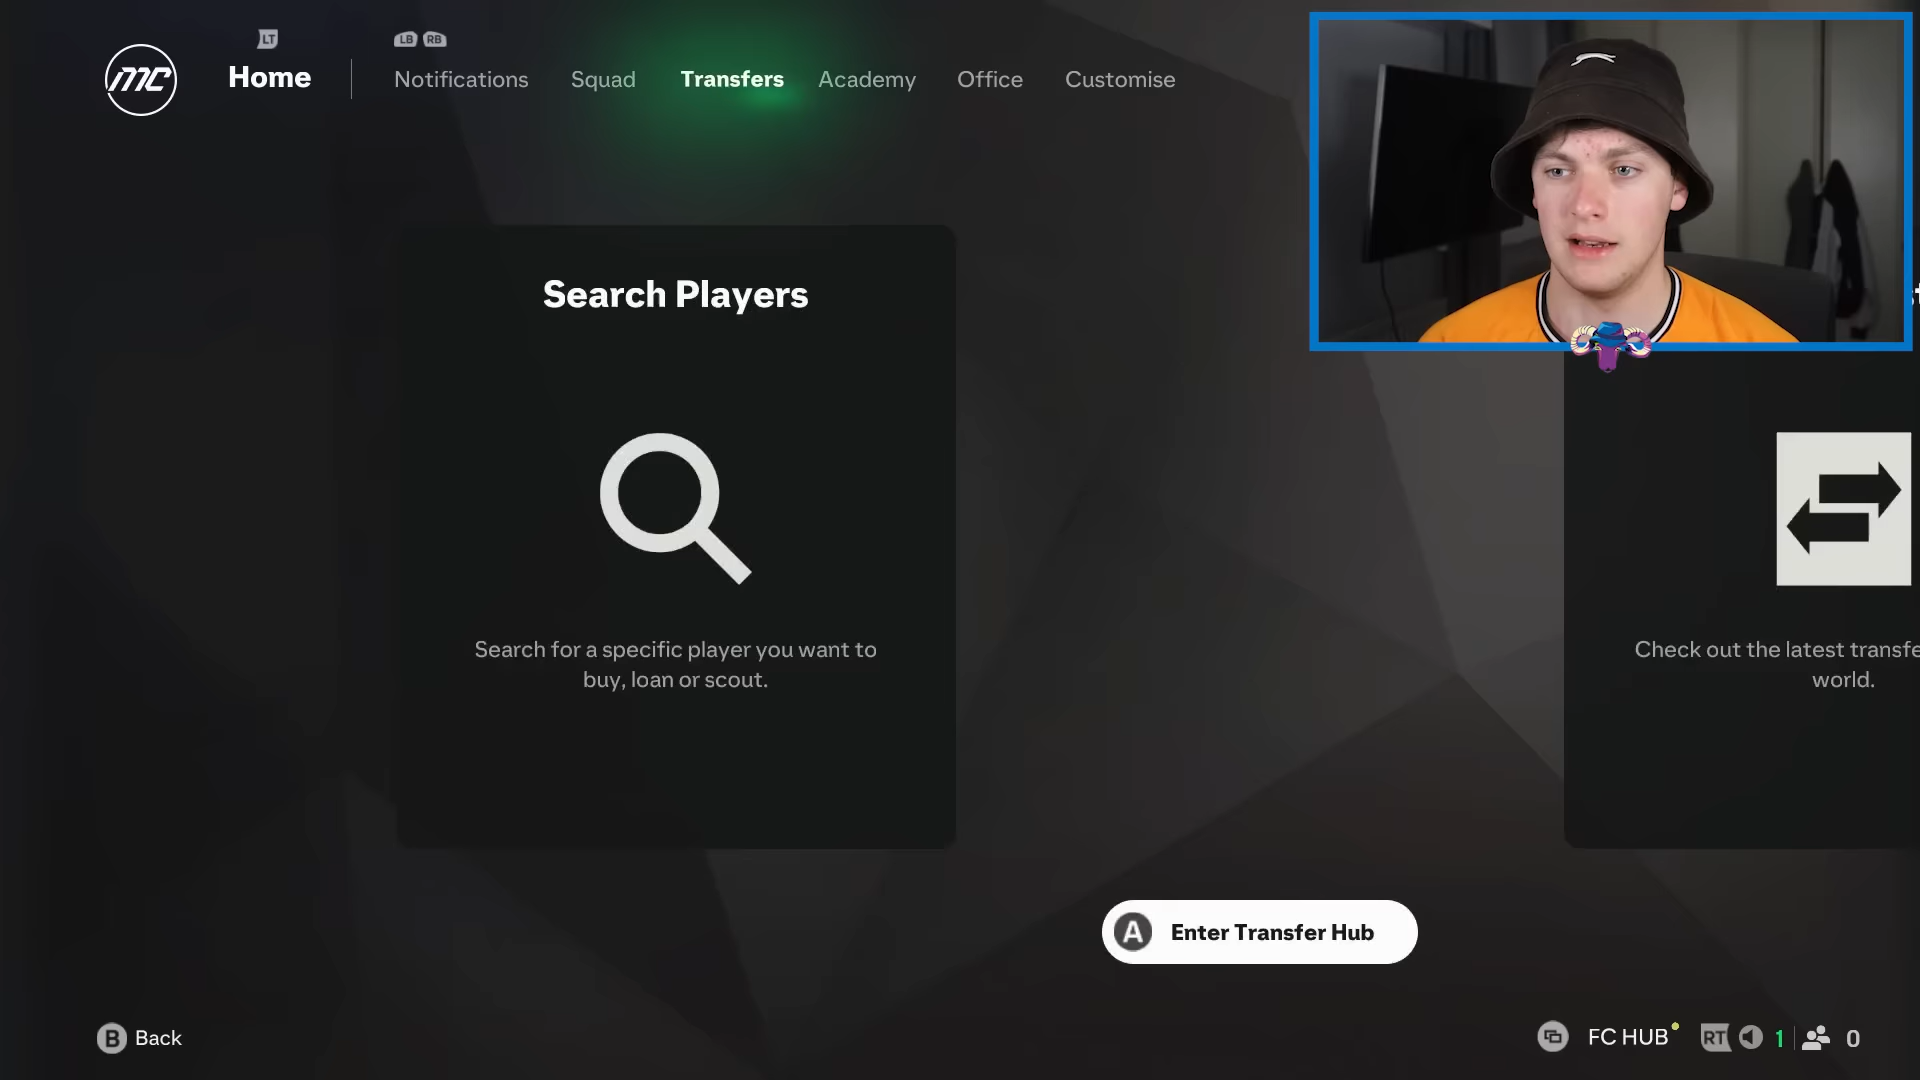 LT
LB RB
MC
Home
Notifications
Squad
Transfers
Academy
Office
Customise
Search Players
Search for a specific player you want to
buy, loan or scout.
Check out the latest
world.
A Enter Transfer Hub
B Back
FC HUB
RT
1
0